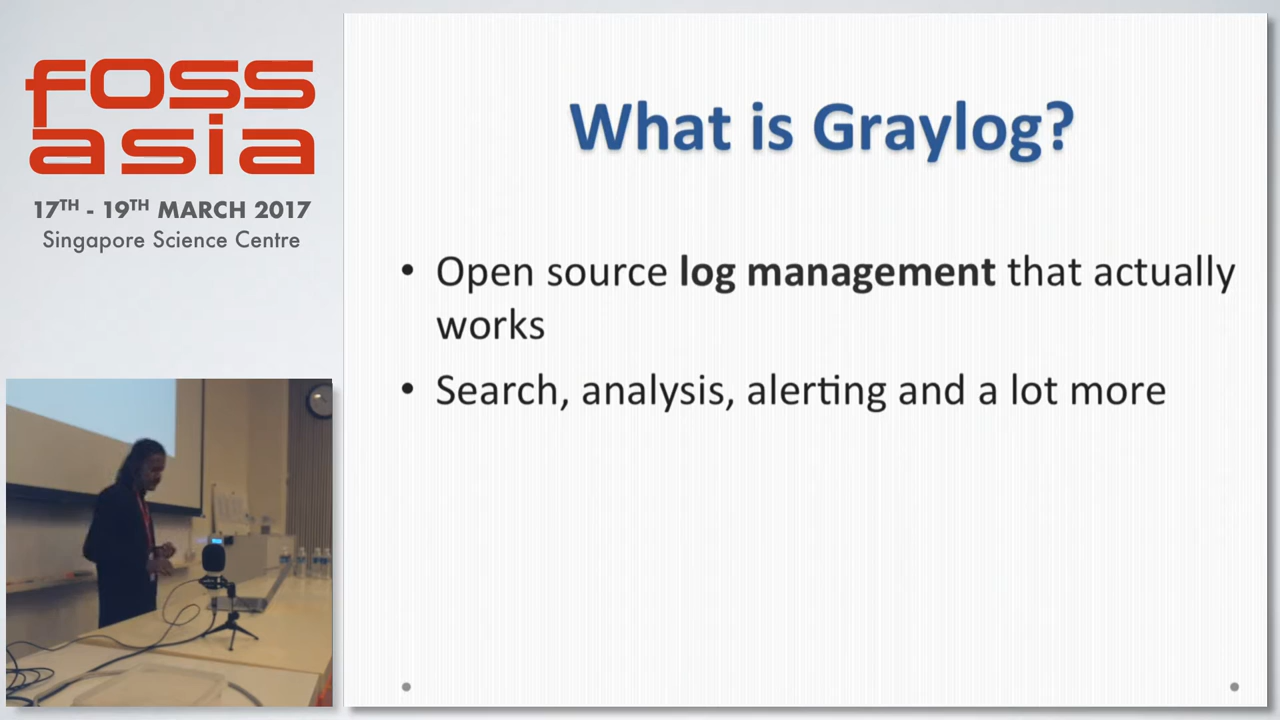 foss
asia
17TH - 19TH MARCH 2017
Singapore Science Centre
What is Graylog?
• Open source log management that actually
works
• Search, analysis, alerting and a lot more